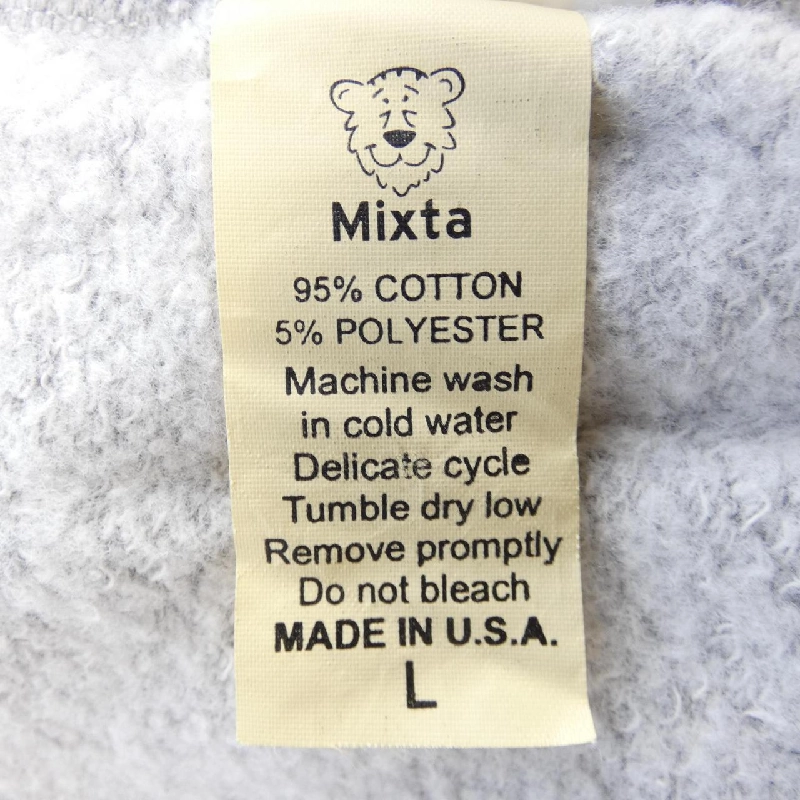 Mixta
95% COTTON
5% POLYESTER
Machine wash
in cold water
Delicate cycle
Tumble dry low
Remove promptly
Do not bleach
MADE IN U.S.A.
L